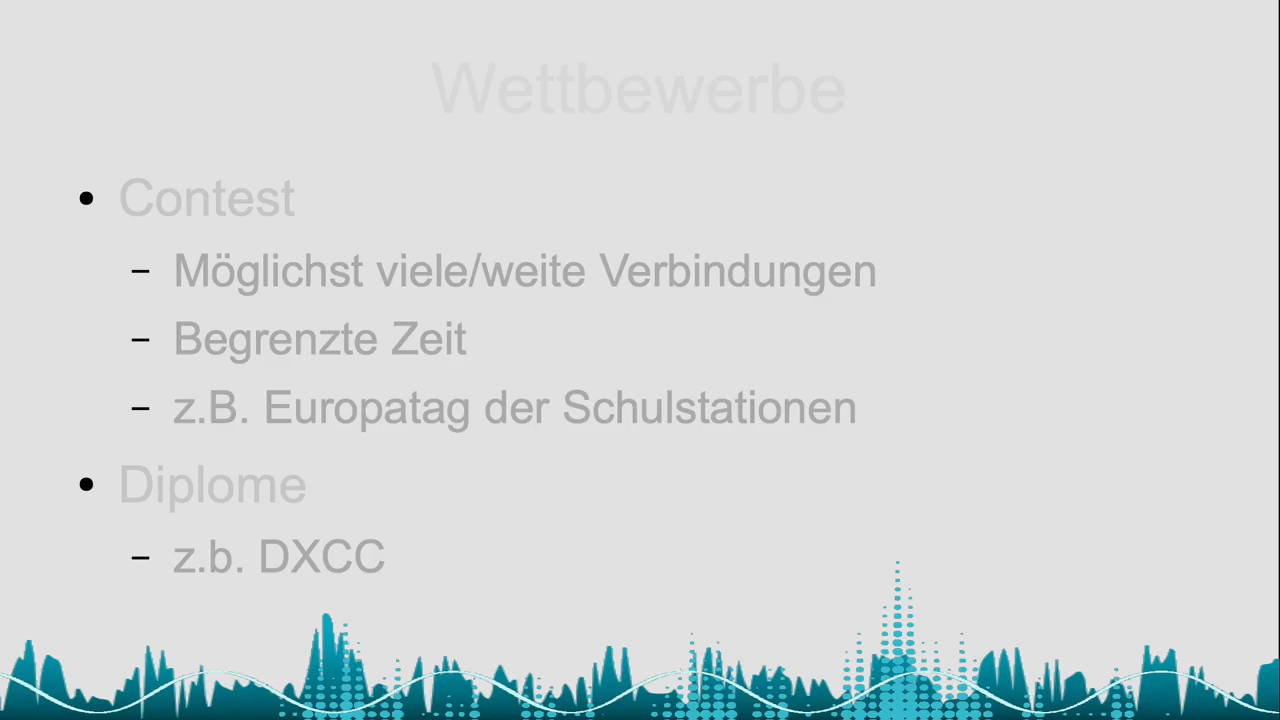 Wettbewerbe
• Contest
– Möglichst viele/weite Verbindungen
– Begrenzte Zeit
– z.B. Europatag der Schulstationen
• Diplome
– z.b. DXCC